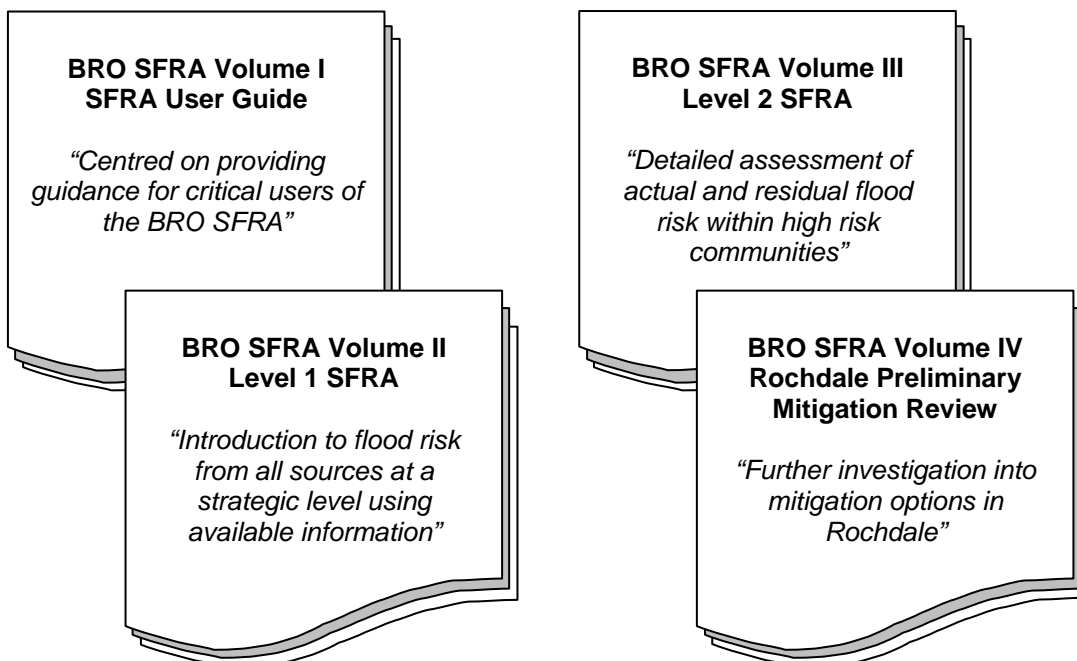 BRO SFRA Volume I
SFRA User Guide
“Centred on providing
guidance for critical users of
the BRO SFRA”
BRO SFRA Volume II
Level 1 SFRA
“Introduction to flood risk
from all sources at a
strategic level using
available information”
BRO SFRA Volume III
Level 2 SFRA
“Detailed assessment of
actual and residual flood
risk within high risk
communities”
BRO SFRA Volume IV
Rochdale Preliminary
Mitigation Review
“Further investigation into
mitigation options in
Rochdale”